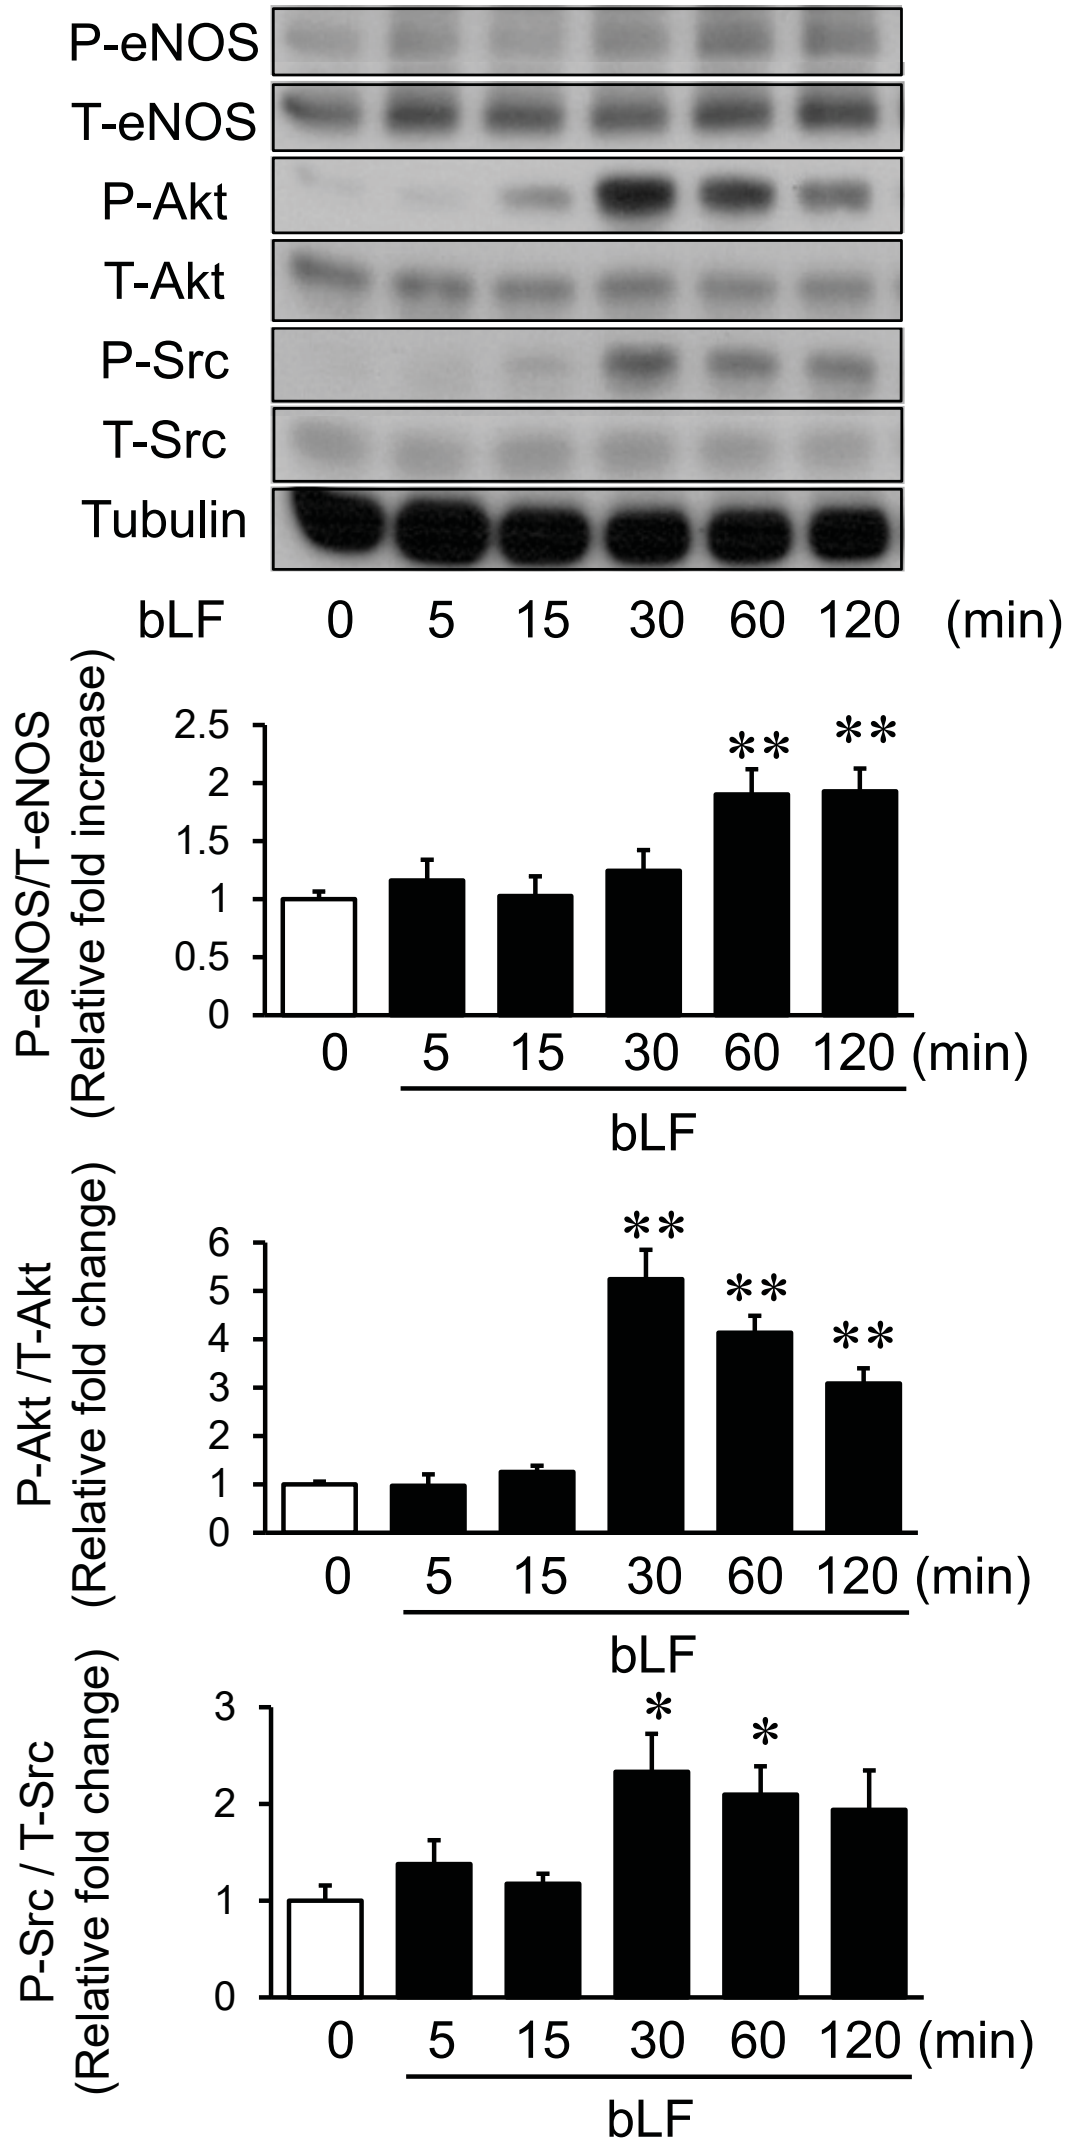 P-eNOS
T-eNOS
P-Akt
T-Akt
P-Src
T-Src
Tubulin
bLF 0 5 15 30 60 120 (min)
P-eNOS/T-eNOS
(Relative fold increase)
2.5
2
1.5
1
0.5
0
** **
0 5 15 30 60 120 (min)
bLF
P-Akt /T-Akt
(Relative fold change)
6
5
4
3
2
1
0
** ** **
0 5 15 30 60 120 (min)
bLF
P-Src / T-Src
(Relative fold change)
3
2
1
0
* *
0 5 15 30 60 120 (min)
bLF